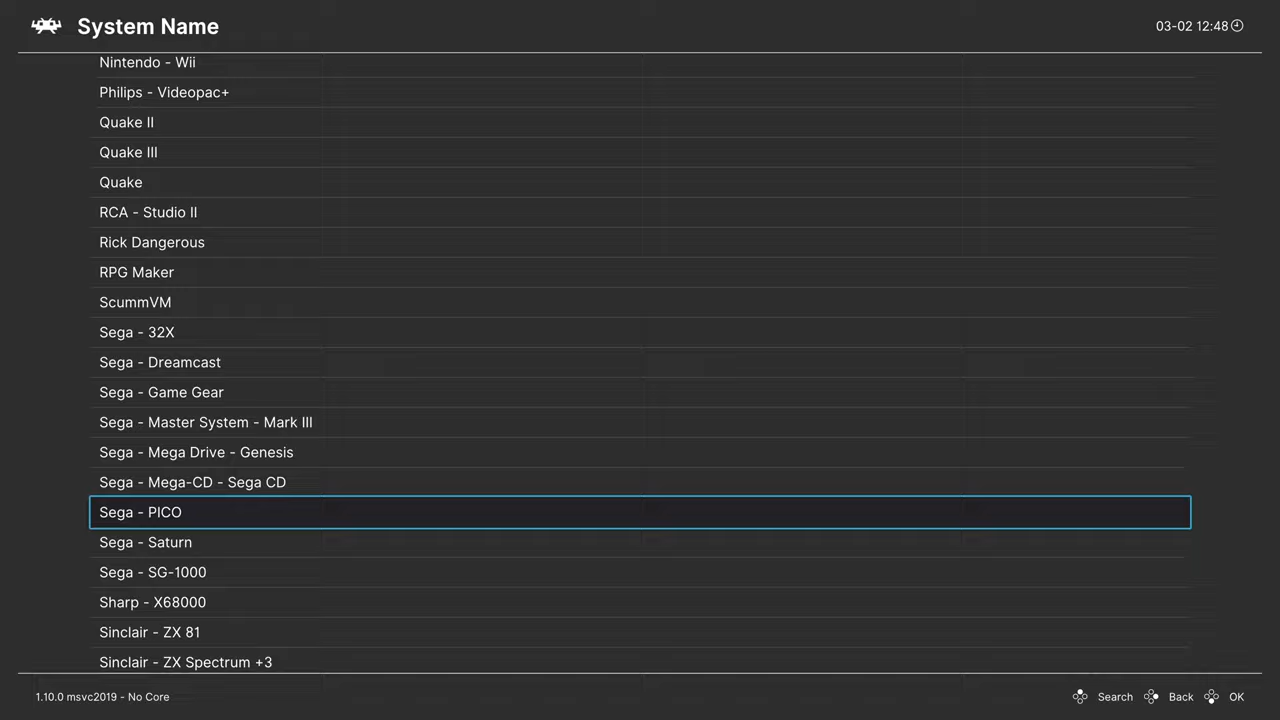 System Name
03-02 12:48
Nintendo - Wii
Philips - Videopac+
Quake II
Quake III
Quake
RCA - Studio II
Rick Dangerous
RPG Maker
ScummVM
Sega - 32X
Sega - Dreamcast
Sega - Game Gear
Sega - Master System - Mark III
Sega - Mega Drive - Genesis
Sega - Mega-CD - Sega CD
Sega - PICO
Sega - Saturn
Sega - SG-1000
Sharp - X68000
Sinclair - ZX 81
Sinclair - ZX Spectrum +3
1.10.0 msvc2019 - No Core
Search Back OK